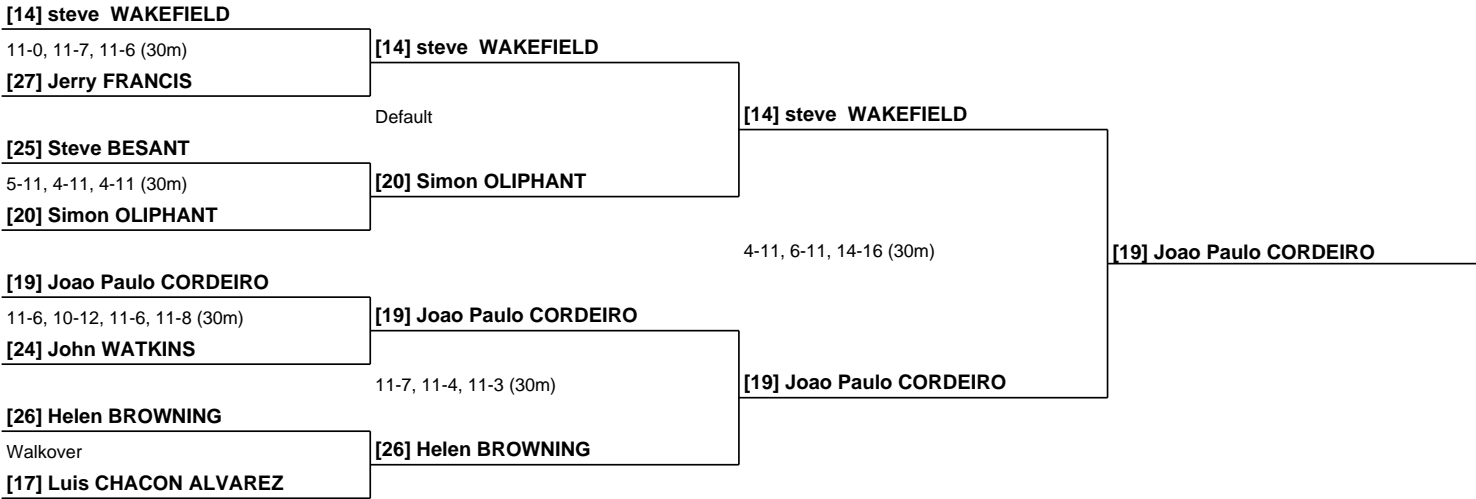 [14] steve  WAKEFIELD
11-0, 11-7, 11-6 (30m)
[27] Jerry FRANCIS
[25] Steve BESANT
5-11, 4-11, 4-11 (30m)
[20] Simon OLIPHANT
[19] Joao Paulo CORDEIRO
11-6, 10-12, 11-6, 11-8 (30m)
[24] John WATKINS
[26] Helen BROWNING
Walkover
[17] Luis CHACON ALVAREZ
[14] steve  WAKEFIELD
Default
[20] Simon OLIPHANT
[19] Joao Paulo CORDEIRO
11-7, 11-4, 11-3 (30m)
[26] Helen BROWNING
[14] steve  WAKEFIELD
4-11, 6-11, 14-16 (30m)
[19] Joao Paulo CORDEIRO
[19] Joao Paulo CORDEIRO